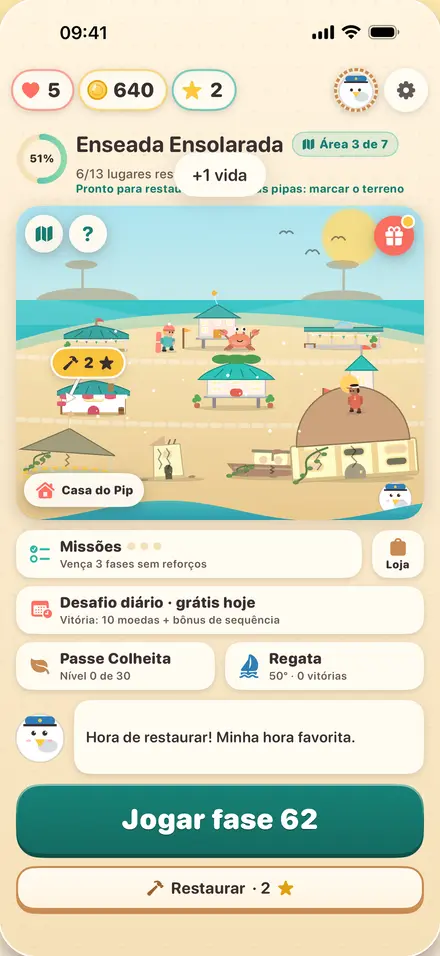 09:41
5
640
2
51%
Enseada Ensolarada
Área 3 de 7
6/13 lugares res
+1 vida
Pronto para restau
as pipas: marcar o terreno
?
2
Casa do Pip
Missões
Vença 3 fases sem reforços
Loja
Desafio diário · grátis hoje
Vitória: 10 moedas + bônus de sequência
Passe Colheita
Nível 0 de 30
Regata
50° · 0 vitórias
Hora de restaurar! Minha hora favorita.
Jogar fase 62
Restaurar · 2